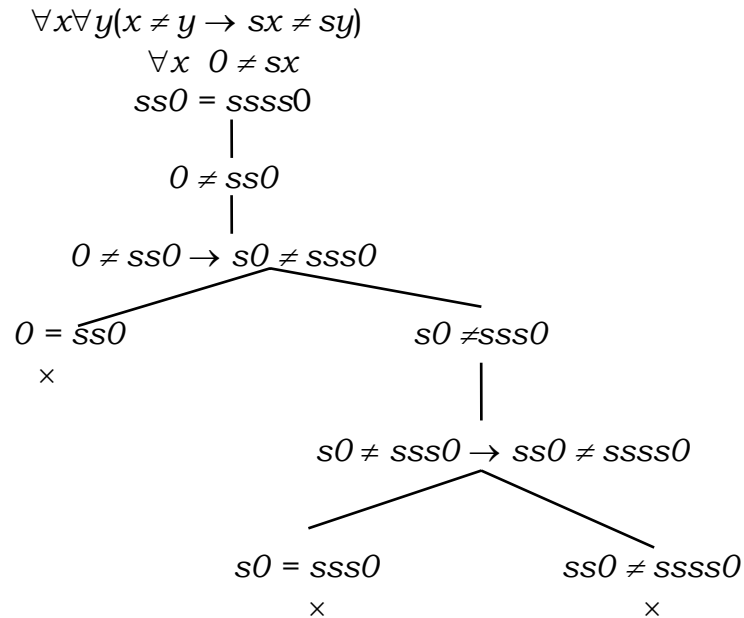 ∀x∀y(x ≠ y → sx ≠ sy)
∀x 0 ≠ sx
ss0 = ssss0
0 ≠ ss0
0 ≠ ss0 → s0 ≠ sss0
0 = ss0
s0 ≠sss0
×
s0 ≠ sss0 → ss0 ≠ ssss0
s0 = sss0
ss0 ≠ ssss0
×
×